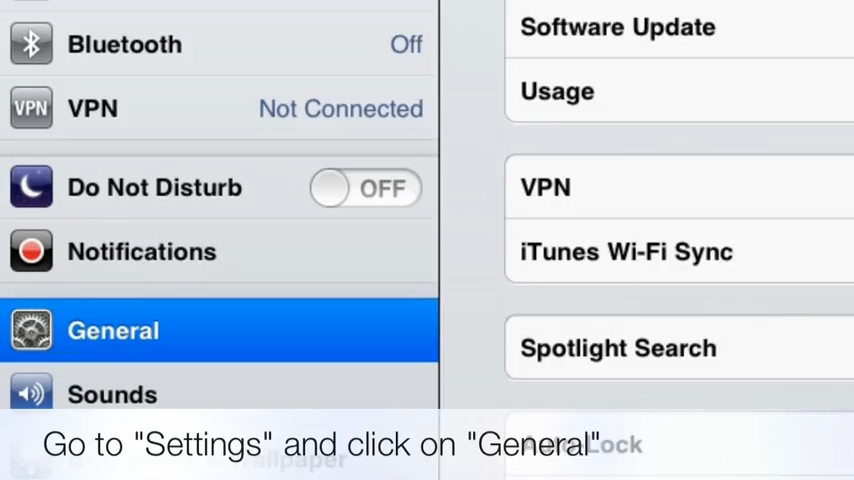 Bluetooth Off
VPN VPN Not Connected
Do Not Disturb OFF
Notifications
General
Sounds
Software Update
Usage
VPN
iTunes Wi-Fi Sync
Spotlight Search
Lock
Go to "Settings" and click on "General"